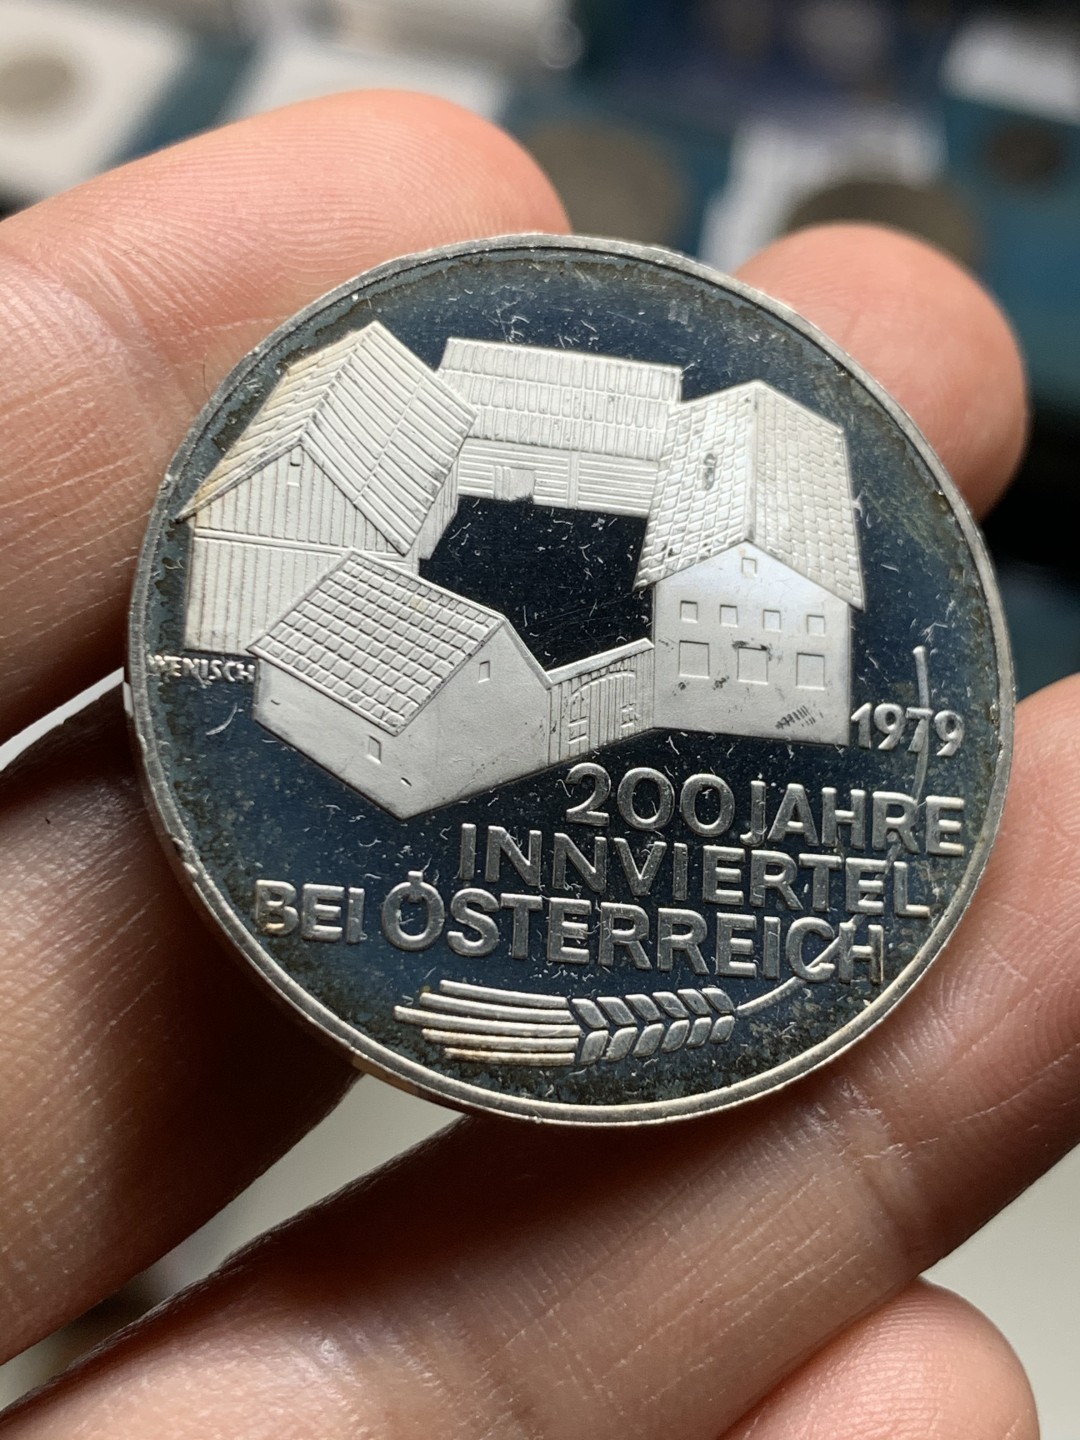 WENISCH
1979
200 JAHRE
INNVIERTEL
BEI ÖSTERREICH